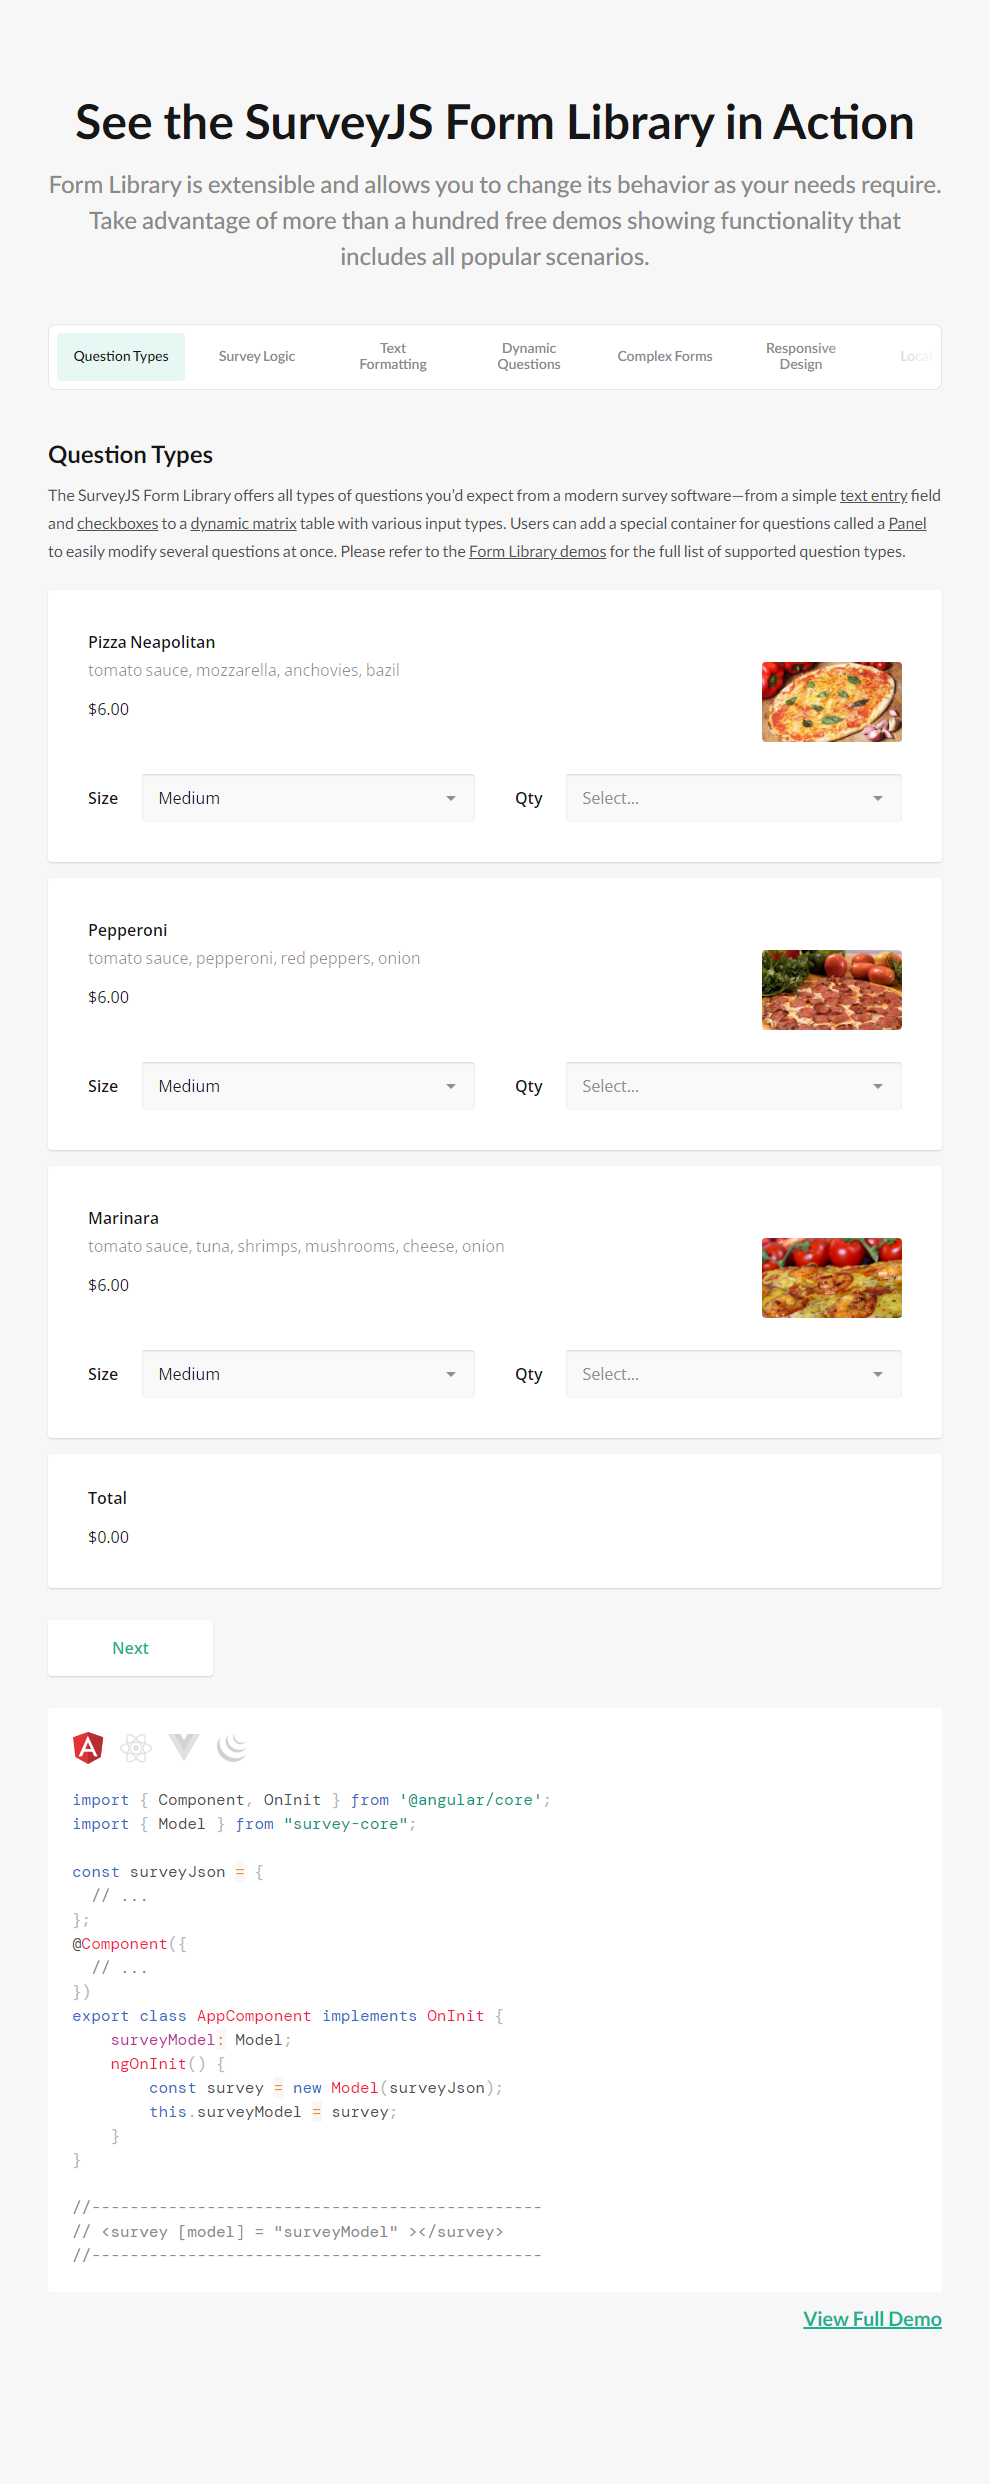 See the SurveyJS Form Library in Action
Form Library is extensible and allows you to change its behavior as your needs require.
Take advantage of more than a hundred free demos showing functionality that
includes all popular scenarios.
Question Types
Survey Logic
Text
Formatting
Dynamic
Questions
Complex Forms
Responsive
Design
Local
Question Types
The SurveyJS Form Library offers all types of questions you’d expect from a modern survey software—from a simple text entry field
and checkboxes to a dynamic matrix table with various input types. Users can add a special container for questions called a Panel
to easily modify several questions at once. Please refer to the Form Library demos for the full list of supported question types.
Pizza Neapolitan
tomato sauce, mozzarella, anchovies, bazil
$6.00
Size Medium Qty Select...
Pepperoni
tomato sauce, pepperoni, red peppers, onion
$6.00
Size Medium Qty Select...
Marinara
tomato sauce, tuna, shrimps, mushrooms, cheese, onion
$6.00
Size Medium Qty Select...
Total
$0.00
Next
import { Component, OnInit } from '@angular/core';
import { Model } from "survey-core";
const surveyJson = {
// ...
};
@Component({
// ...
})
export class AppComponent implements OnInit {
surveyModel: Model;
ngOnInit() {
const survey = new Model(surveyJson);
this.surveyModel = survey;
}
}
//-----------------------------------------------
// <survey [model] = "surveyModel" ></survey>
//-----------------------------------------------
View Full Demo